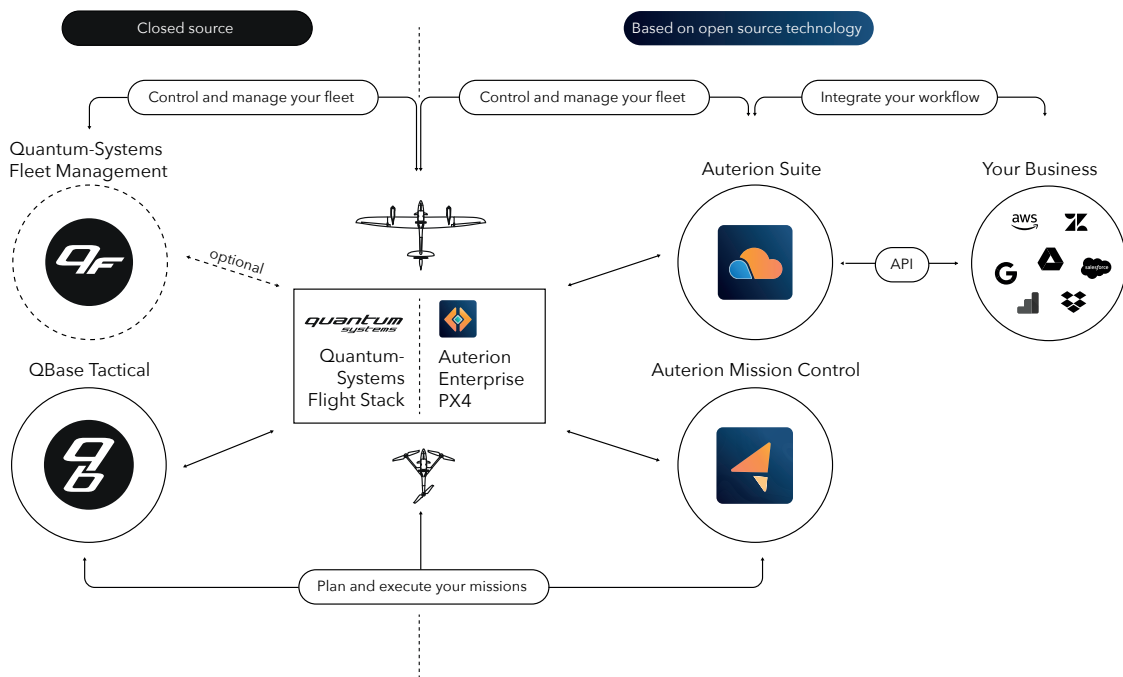 Closed source
Based on open source technology
Control and manage your fleet
Control and manage your fleet
Integrate your workflow
Quantum-Systems
Fleet Management
Auterion Suite
Your Business
QF
optional
aws
API
G
salesforce
quantum
systems
Quantum-
Systems
Flight Stack
Auterion
Enterprise
PX4
QBase Tactical
Auterion Mission Control
qb
Plan and execute your missions